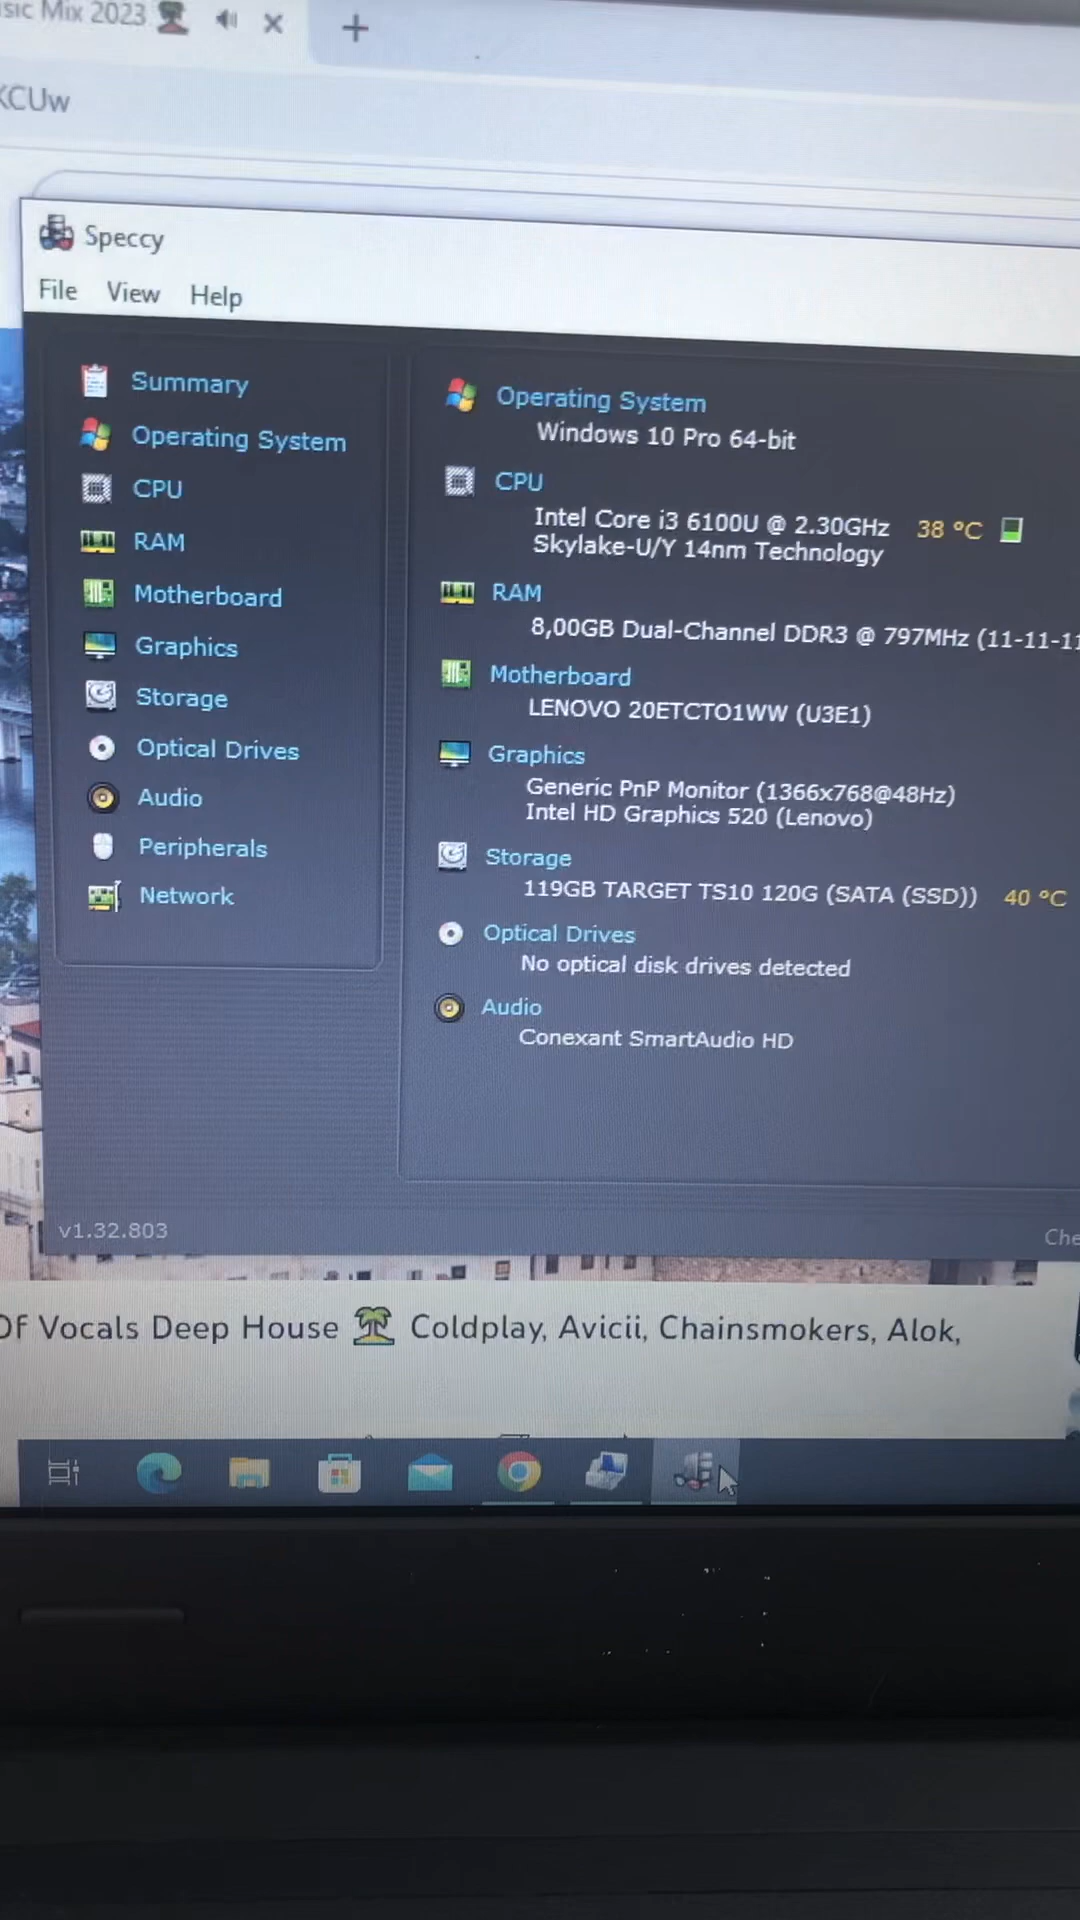 sic Mix 2023
KCUw
Speccy
File View Help
Summary
Operating System
CPU
RAM
Motherboard
Graphics
Storage
Optical Drives
Audio
Peripherals
Network
Operating System
Windows 10 Pro 64-bit
CPU
Intel Core i3 6100U @ 2.30GHz 38 °C
Skylake-U/Y 14nm Technology
RAM
8,00GB Dual-Channel DDR3 @ 797MHz (11-11-11
Motherboard
LENOVO 20ETCTO1WW (U3E1)
Graphics
Generic PnP Monitor (1366x768@48Hz)
Intel HD Graphics 520 (Lenovo)
Storage
119GB TARGET TS10 120G (SATA (SSD)) 40 °C
Optical Drives
No optical disk drives detected
Audio
Conexant SmartAudio HD
v1.32.803
Che
Of Vocals Deep House 🌴 Coldplay, Avicii, Chainsmokers, Alok,